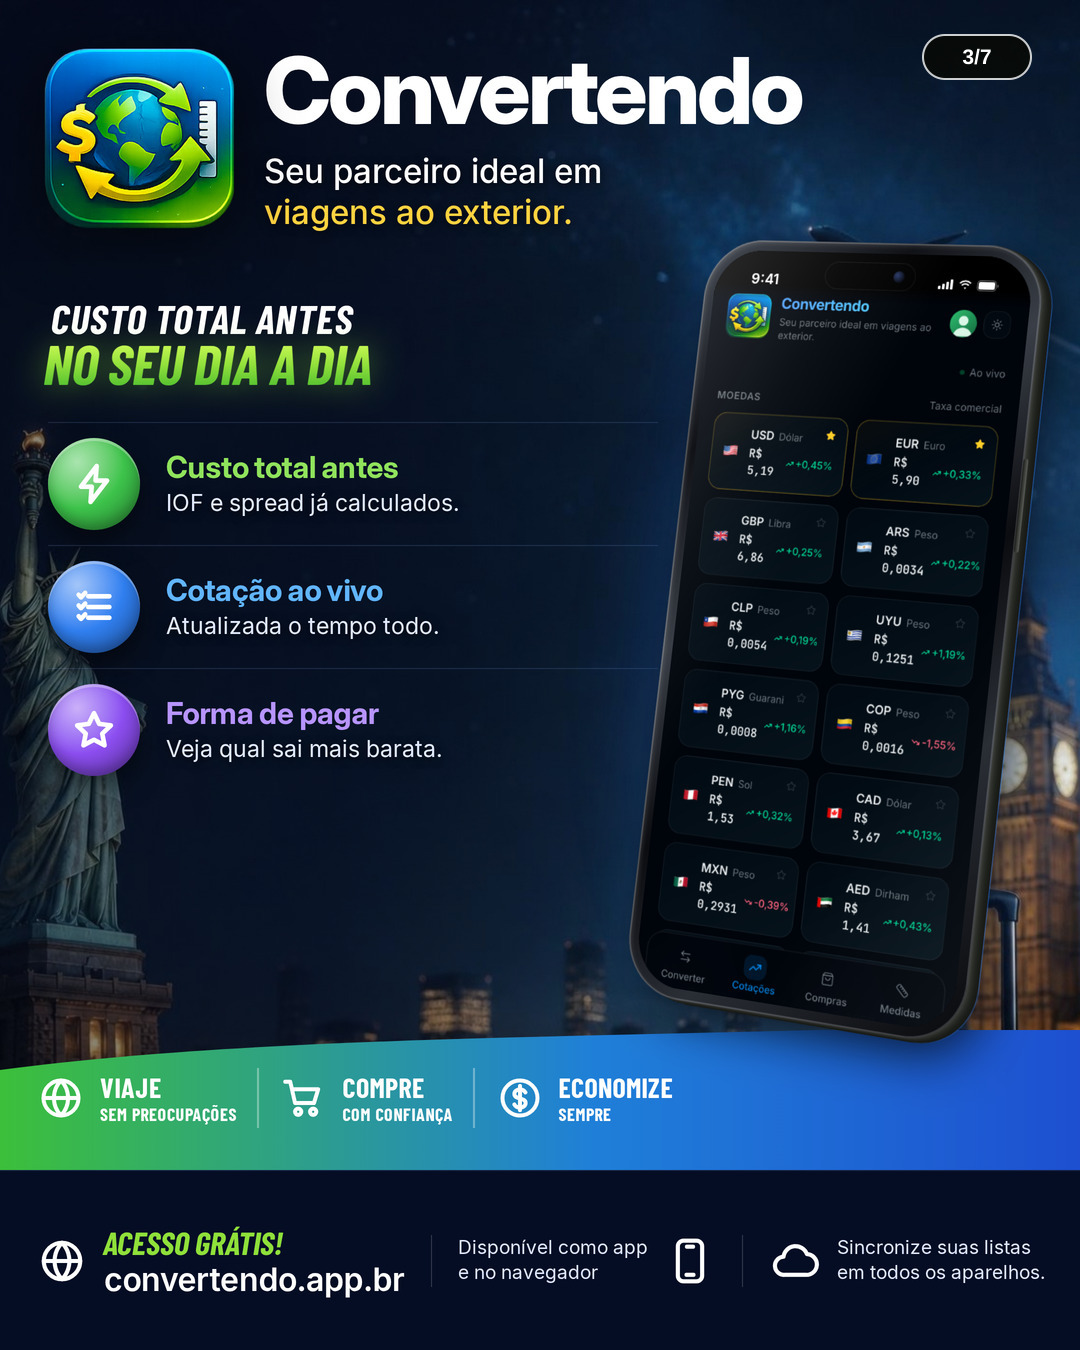 Convertendo
3/7
Seu parceiro ideal em
viagens ao exterior.
CUSTO TOTAL ANTES
NO SEU DIA A DIA
Custo total antes
IOF e spread já calculados.
Cotação ao vivo
Atualizada o tempo todo.
Forma de pagar
Veja qual sai mais barata.
9:41
Convertendo
Seu parceiro ideal em viagens ao
exterior.
Ao vivo
MOEDAS
Taxa comercial
USD Dólar
R$
5,19
+0,45%
EUR Euro
R$
5,90
+0,33%
GBP Libra
R$
6,86
+0,25%
ARS Peso
R$
0,0034
+0,22%
CLP Peso
R$
0,0054
+0,19%
UYU Peso
R$
0,1251
+1,19%
PYG Guarani
R$
0,0008
+1,16%
COP Peso
R$
0,0016
-1,55%
PEN Sol
R$
1,53
+0,32%
CAD Dólar
R$
3,67
+0,13%
MXN Peso
R$
0,2931
-0,39%
AED Dirham
R$
1,41
+0,43%
Converter
Cotações
Compras
Medidas
VIAJE
SEM PREOCUPAÇÕES
COMPRE
COM CONFIANÇA
ECONOMIZE
SEMPRE
ACESSO GRÁTIS!
convertendo.app.br
Disponível como app
e no navegador
Sincronize suas listas
em todos os aparelhos.